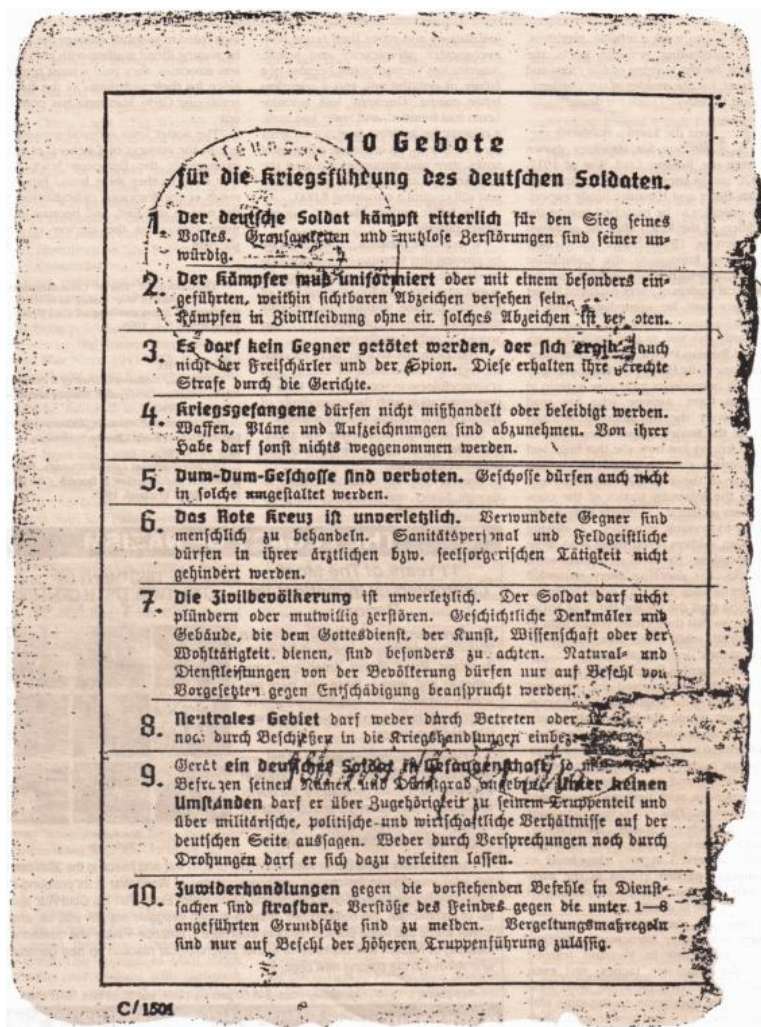 10 Gebote
für die Kriegsführung des deutschen Soldaten.
1. Der deutsche Soldat kämpft ritterlich für den Sieg seines
Volkes. Grausamkeiten und nutzlose Zerstörungen sind seiner un-
würdig.
2. Der Kämpfer muß uniformiert oder mit einem besonders ein-
geführten, weithin sichtbaren Abzeichen versehen sein.
Kämpfen in Zivilkleidung ohne ein solches Abzeichen ist verboten.
3. Es darf kein Gegner getötet werden, der sich ergibt, auch
nicht der Freischärler und der Spion. Diese erhalten ihre gerechte
Strafe durch die Gerichte.
4. Kriegsgefangene dürfen nicht mißhandelt oder beleidigt werden.
Waffen, Pläne und Aufzeichnungen sind abzunehmen. Von ihrer
Habe darf sonst nichts weggenommen werden.
5. Dum-Dum-Geschosse sind verboten. Geschosse dürfen auch nicht
in solche umgestaltet werden.
6. Das Rote Kreuz ist unverletzlich. Verwundete Gegner sind
menschlich zu behandeln. Sanitätspersonal und Feldgeistliche
dürfen in ihrer ärztlichen bzw. seelsorgerischen Tätigkeit nicht
gehindert werden.
7. Die Zivilbevölkerung ist unverletzlich. Der Soldat darf nicht
plündern oder mutwillig zerstören. Geschichtliche Denkmäler und
Gebäude, die dem Gottesdienst, der Kunst, Wissenschaft oder der
Wohltätigkeit dienen, sind besonders zu achten. Natural- und
Dienstleistungen von der Bevölkerung dürfen nur auf Befehl von
Vorgesetzten gegen Entschädigung beansprucht werden.
8. Neutrales Gebiet darf weder durch Betreten oder
noch durch Beschießen in die Kriegshandlungen
9. Gerät ein deutscher Soldat in Gefangenschaft, so
Befragen seinen Namen und Dienstgrad angeben. Unter keinen
Umständen darf er über Zugehörigkeit zu seinem Truppenteil und
über militärische, politische und wirtschaftliche Verhältnisse auf der
deutschen Seite aussagen. Weder durch Versprechungen noch durch
Drohungen darf er sich dazu verleiten lassen.
10. Zuwiderhandlungen gegen die vorstehenden Befehle in Dienst-
sachen sind strafbar. Verstöße des Feindes gegen die unter 1—8
angeführten Grundsätze sind zu melden. Vergeltungsmaßregeln
sind nur auf Befehl der höheren Truppenführung zulässig.
C/1501